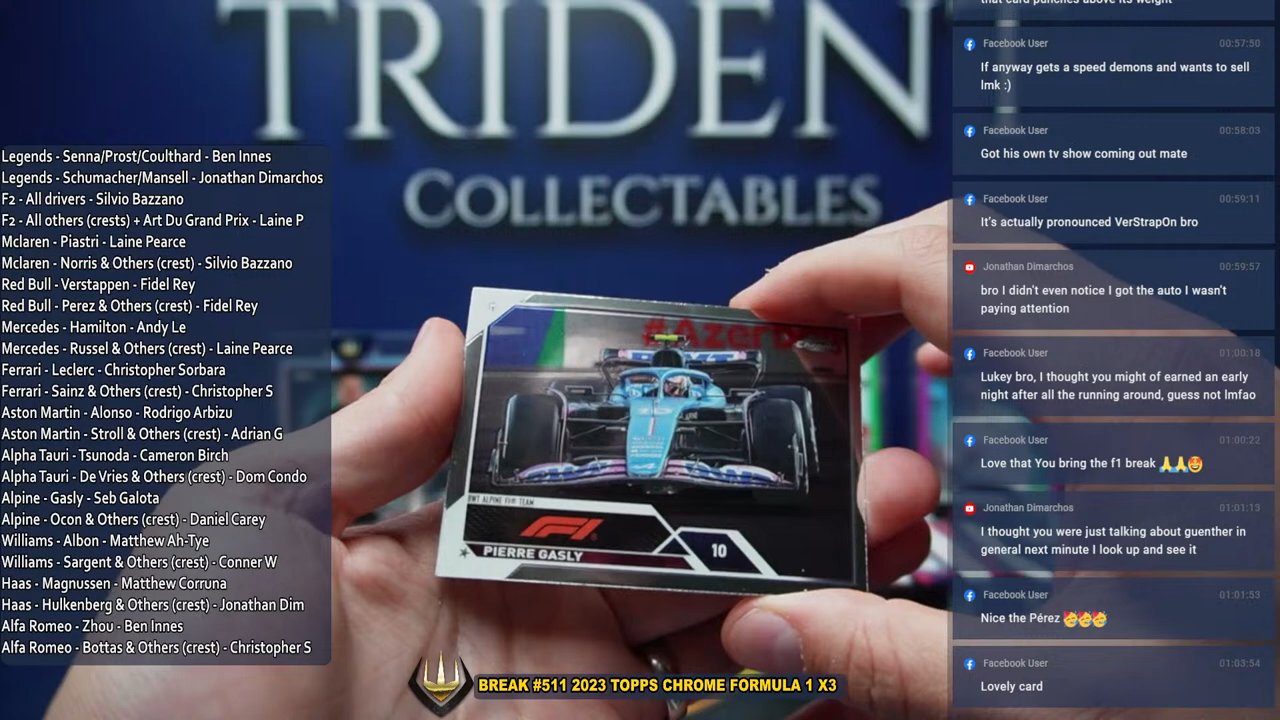 TRIDEN
COLLECTABLES
Legends - Senna/Prost/Coulthard - Ben Innes
Legends - Schumacher/Mansell - Jonathan Dimarchos
F2 - All drivers - Silvio Bazzano
F2 - All others (crests) + Art Du Grand Prix - Laine P
Mclaren - Piastri - Laine Pearce
Mclaren - Norris & Others (crest) - Silvio Bazzano
Red Bull - Verstappen - Fidel Rey
Red Bull - Perez & Others (crest) - Fidel Rey
Mercedes - Hamilton - Andy Le
Mercedes - Russel & Others (crest) - Laine Pearce
Ferrari - Leclerc - Christopher Sorbara
Ferrari - Sainz & Others (crest) - Christopher S
Aston Martin - Alonso - Rodrigo Arbizu
Aston Martin - Stroll & Others (crest) - Adrian G
Alpha Tauri - Tsunoda - Cameron Birch
Alpha Tauri - De Vries & Others (crest) - Dom Condo
Alpine - Gasly - Seb Galota
Alpine - Ocon & Others (crest) - Daniel Carey
Williams - Albon - Matthew Ah-Tye
Williams - Sargent & Others (crest) - Conner W
Haas - Magnussen - Matthew Corruna
Haas - Hulkenberg & Others (crest) - Jonathan Dim
Alfa Romeo - Zhou - Ben Innes
Alfa Romeo - Bottas & Others (crest) - Christopher S
Chrome
BWT ALPINE F1® TEAM
F1
PIERRE GASLY
10
BREAK #511 2023 TOPPS CHROME FORMULA 1 X3
that card punches above its weight
Facebook User 00:57:50
If anyway gets a speed demons and wants to sell
lmk :)
Facebook User 00:58:03
Got his own tv show coming out mate
Facebook User 00:59:11
It's actually pronounced VerStrapOn bro
Jonathan Dimarchos 00:59:57
bro I didn't even notice I got the auto I wasn't
paying attention
Facebook User 01:00:18
Lukey bro, I thought you might of earned an early
night after all the running around, guess not lmfao
Facebook User 01:00:22
Love that You bring the f1 break 🙏🙏🤩
Jonathan Dimarchos 01:01:13
I thought you were just talking about guenther in
general next minute I look up and see it
Facebook User 01:01:53
Nice the Pérez 🥳🥳🥳
Facebook User 01:03:54
Lovely card